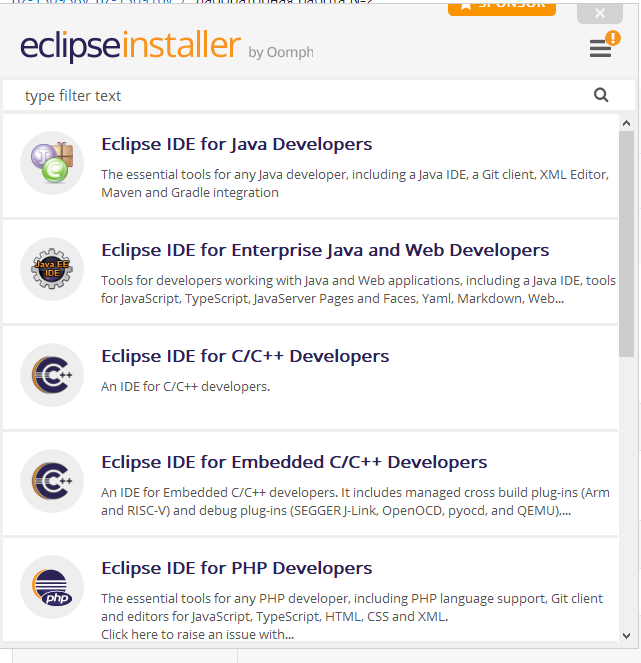 SPONSOR
eclipseinstaller by Oomph
type filter text
Eclipse IDE for Java Developers
The essential tools for any Java developer, including a Java IDE, a Git client, XML Editor,
Maven and Gradle integration
Java EE
IDE
Eclipse IDE for Enterprise Java and Web Developers
Tools for developers working with Java and Web applications, including a Java IDE, tools
for JavaScript, TypeScript, JavaServer Pages and Faces, Yaml, Markdown, Web...
Eclipse IDE for C/C++ Developers
An IDE for C/C++ developers.
Eclipse IDE for Embedded C/C++ Developers
An IDE for Embedded C/C++ developers. It includes managed cross build plug-ins (Arm
and RISC-V) and debug plug-ins (SEGGER J-Link, OpenOCD, pyocd, and QEMU),...
php
Eclipse IDE for PHP Developers
The essential tools for any PHP developer, including PHP language support, Git client
and editors for JavaScript, TypeScript, HTML, CSS and XML.
Click here to raise an issue with...